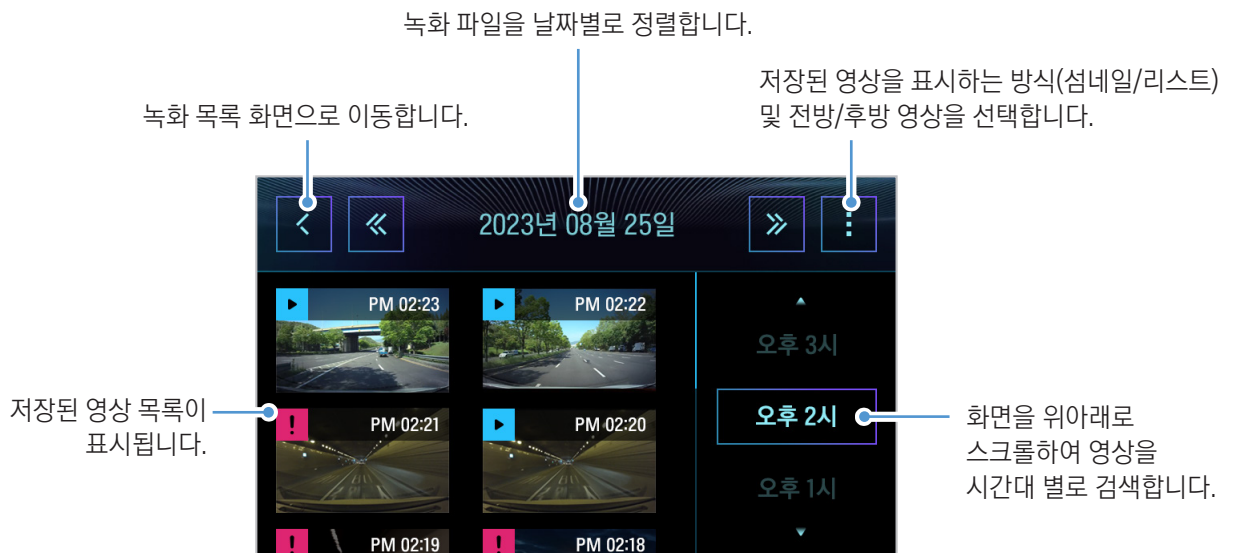 녹화 파일을 날짜별로 정렬합니다.
저장된 영상을 표시하는 방식(섬네일/리스트)
및 전방/후방 영상을 선택합니다.
녹화 목록 화면으로 이동합니다.
2023년 08월 25일
PM 02:23
PM 02:22
오후 3시
저장된 영상 목록이
표시됩니다.
PM 02:21
PM 02:20
오후 2시
화면을 위아래로
스크롤하여 영상을
시간대 별로 검색합니다.
오후 1시
PM 02:19
PM 02:18